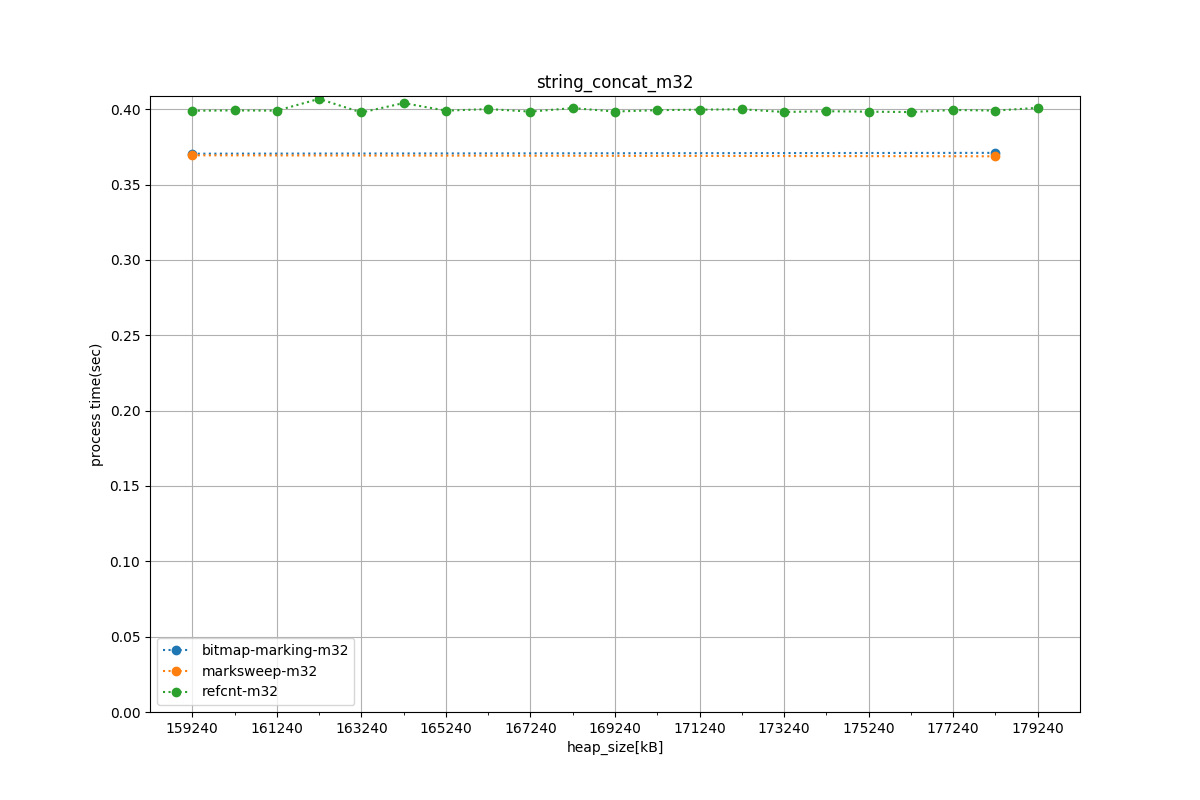 string_concat_m32
0.40
0.35
0.30
0.25
0.20
0.15
0.10
0.05
0.00
process time(sec)
bitmap-marking-m32
marksweep-m32
refcnt-m32
159240 161240 163240 165240 167240 169240 171240 173240 175240 177240 179240
heap_size[kB]